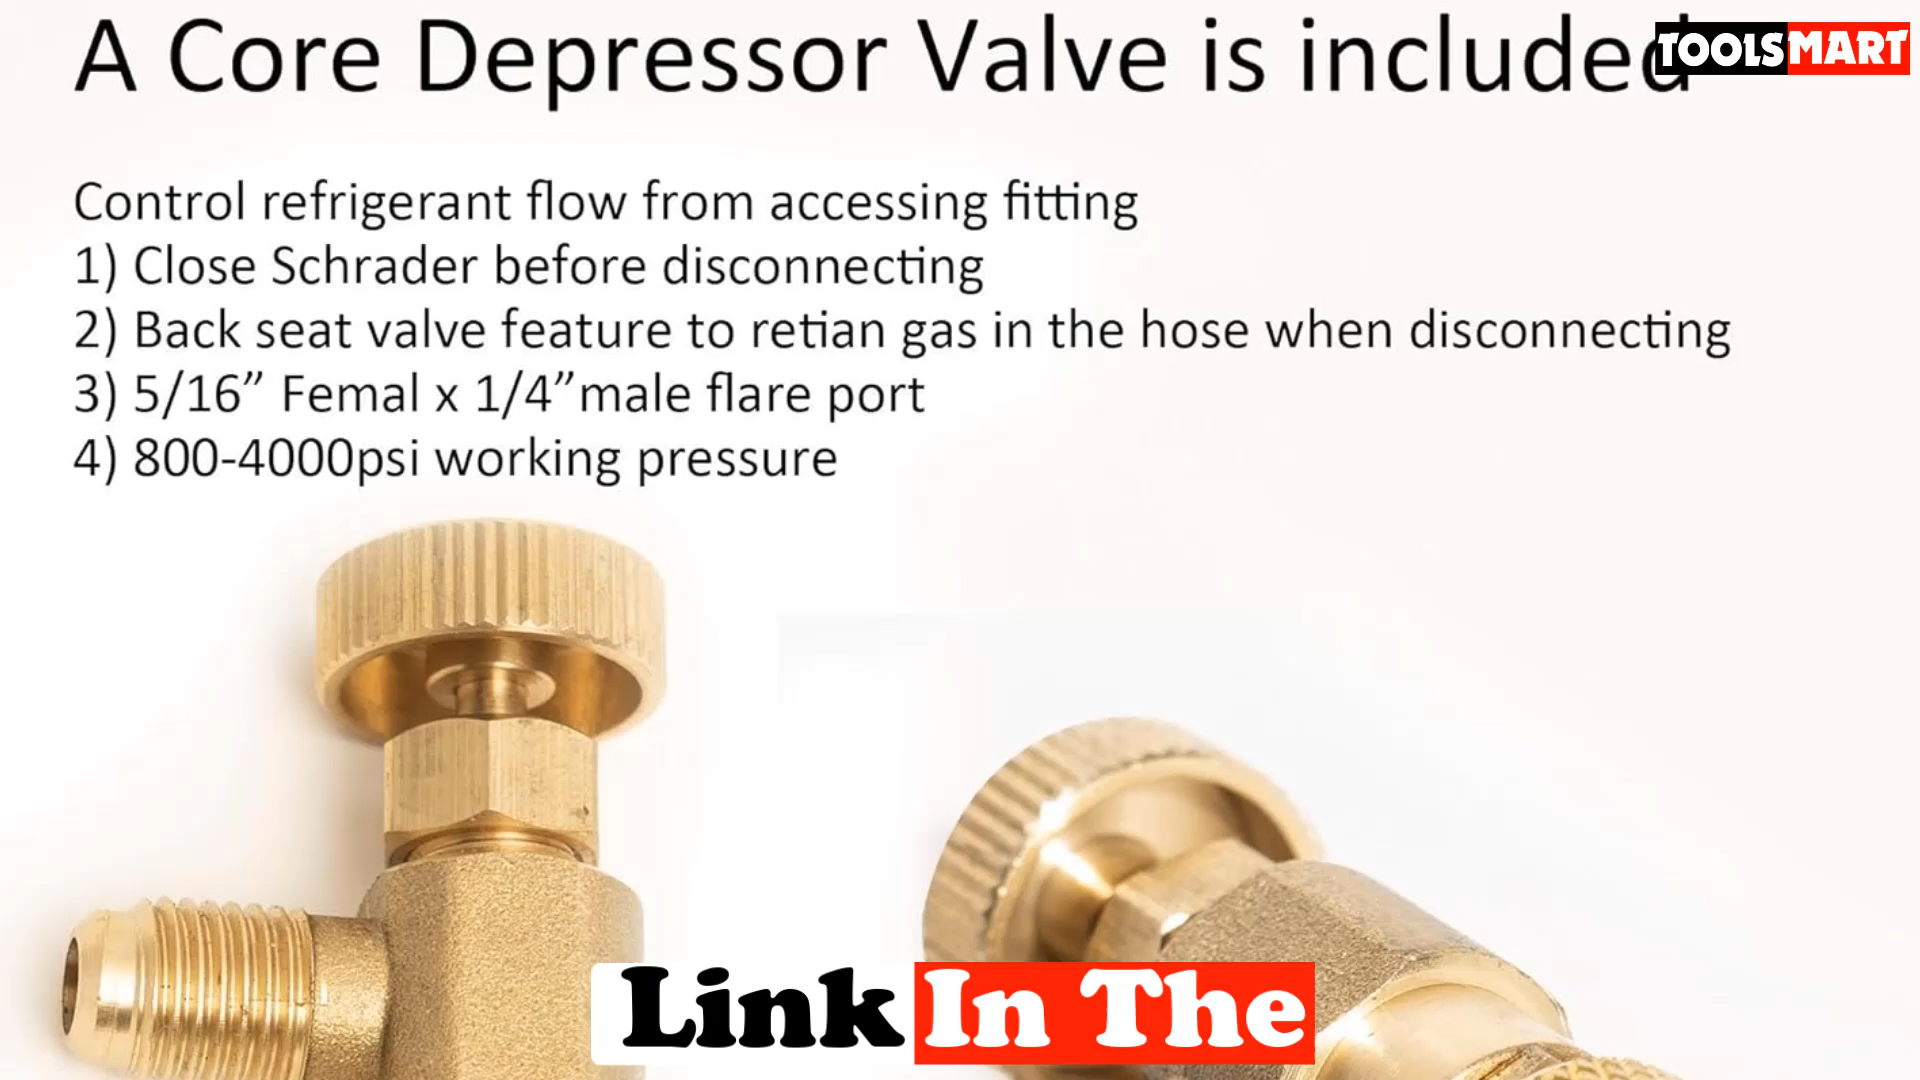 A Core Depressor Valve is included
TOOLSMART
Control refrigerant flow from accessing fitting
1) Close Schrader before disconnecting
2) Back seat valve feature to retian gas in the hose when disconnecting
3) 5/16” Femal x 1/4”male flare port
4) 800-4000psi working pressure
Link In The